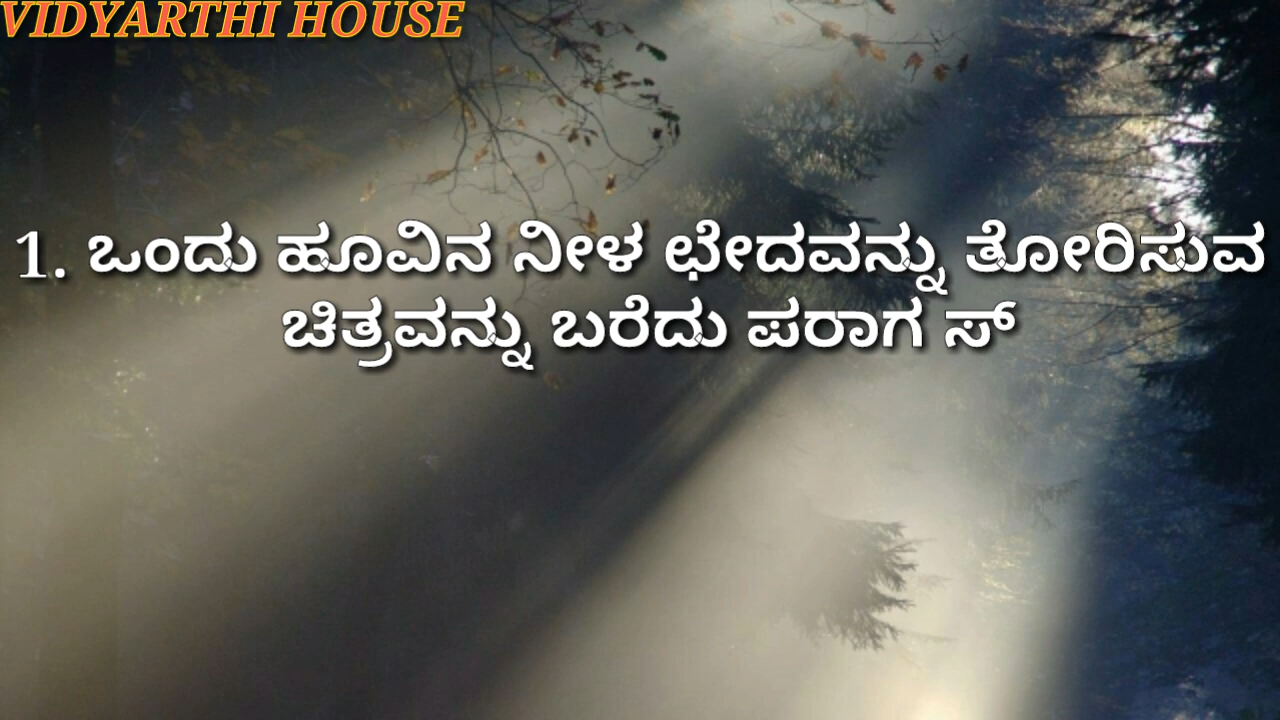 VIDYARTHI HOUSE
1. ಒಂದು ಹೂವಿನ ನೀಳ ಛೇದವನ್ನು ತೋರಿಸುವ
ಚಿತ್ರವನ್ನು ಬರೆದು ಪರಾಗ ಸ್